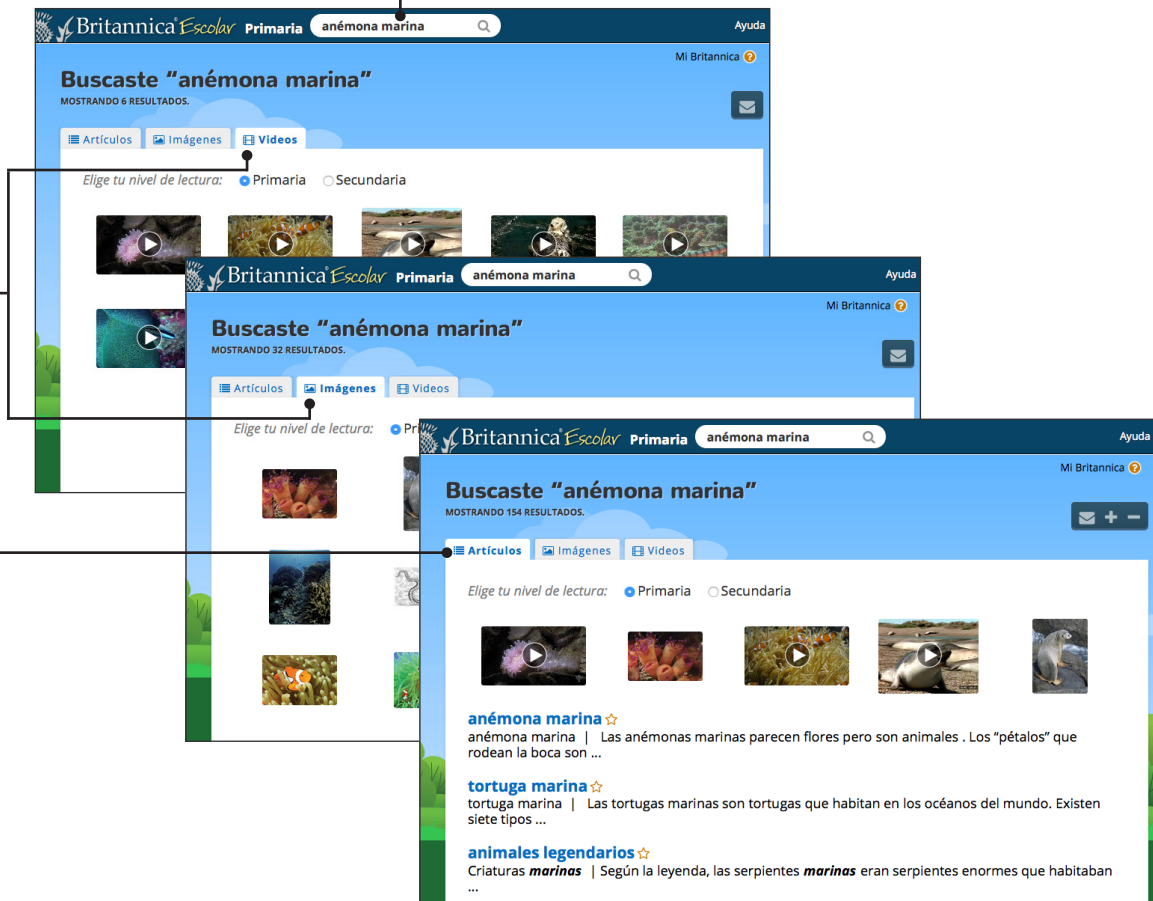 Britannica Escolar Primaria anémona marina Ayuda
Mi Britannica ?
Buscaste “anémona marina”
MOSTRANDO 6 RESULTADOS.
Artículos Imágenes Videos
Elige tu nivel de lectura: Primaria Secundaria
Britannica Escolar Primaria anémona marina Ayuda
Mi Britannica ?
Buscaste “anémona marina”
MOSTRANDO 32 RESULTADOS.
Artículos Imágenes Videos
Elige tu nivel de lectura: Pri
Britannica Escolar Primaria anémona marina Ayuda
Mi Britannica ?
Buscaste “anémona marina”
MOSTRANDO 154 RESULTADOS.
Artículos Imágenes Videos
Elige tu nivel de lectura: Primaria Secundaria
anémona marina
anémona marina | Las anémonas marinas parecen flores pero son animales . Los “pétalos” que
rodean la boca son ...
tortuga marina
tortuga marina | Las tortugas marinas son tortugas que habitan en los océanos del mundo. Existen
siete tipos ...
animales legendarios
Criaturas marinas | Según la leyenda, las serpientes marinas eran serpientes enormes que habitaban
...